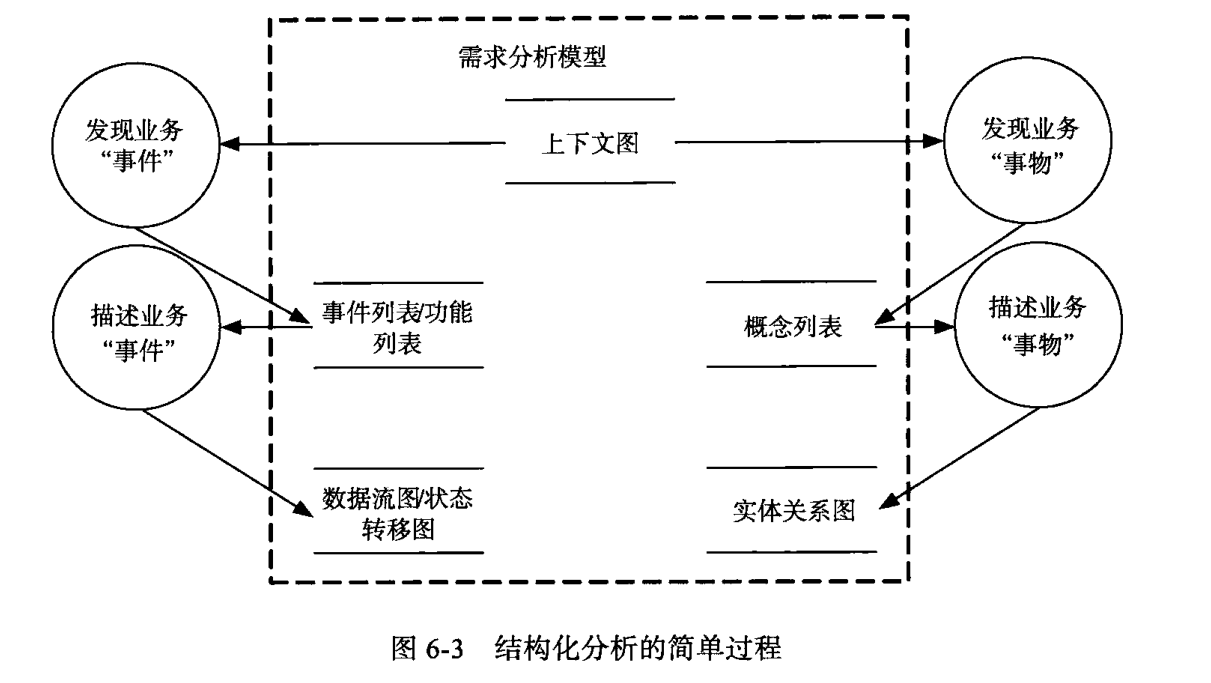 需求分析模型
发现业务
“事件”
上下文图
发现业务
“事物”
描述业务
“事件”
事件列表/功能
列表
概念列表
描述业务
“事物”
数据流图/状态
转移图
实体关系图
图 6-3 结构化分析的简单过程